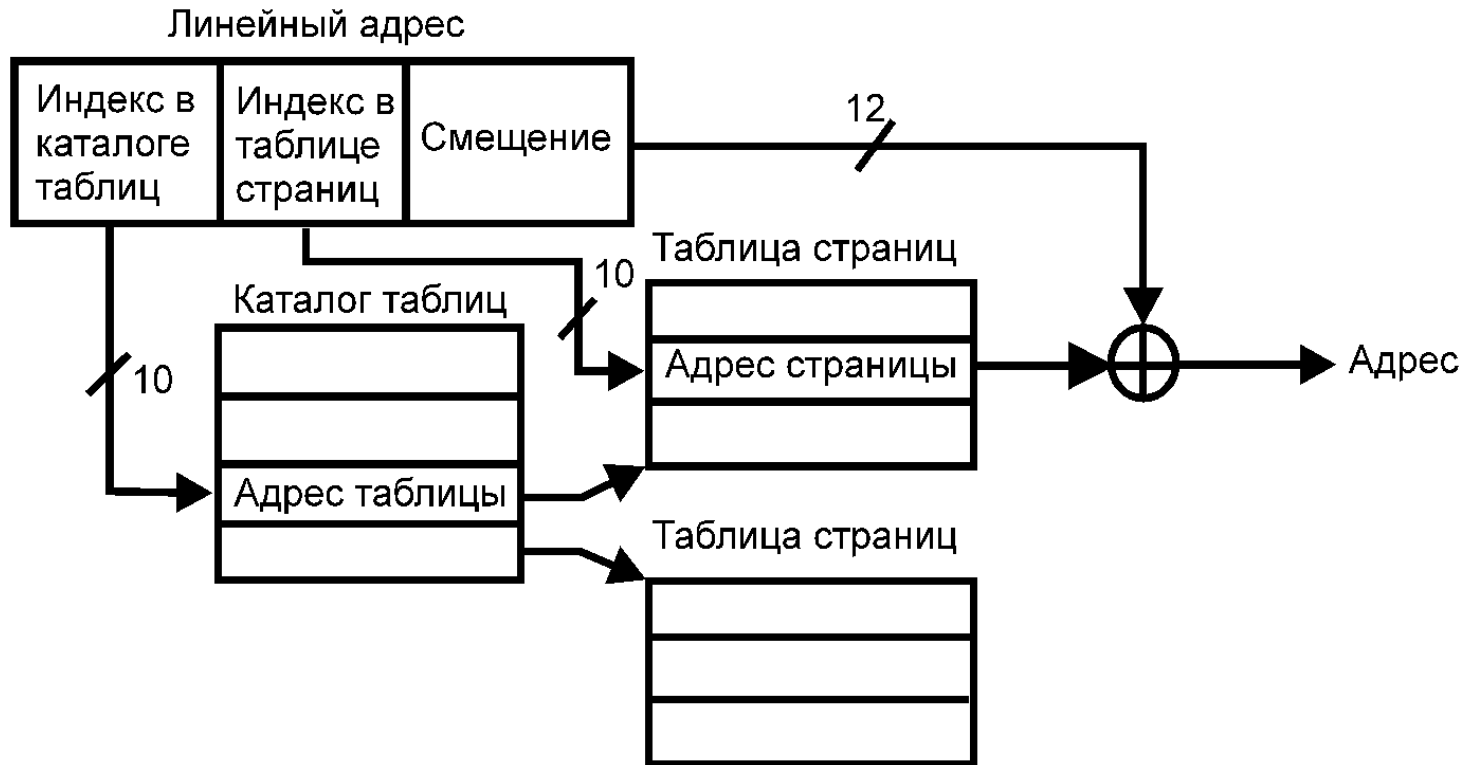 Линейный адрес
Индекс в
каталоге
таблиц
Индекс в
таблице
страниц
Смещение
12
Таблица страниц
10
Каталог таблиц
10
Адрес страницы
Адрес
Адрес таблицы
Таблица страниц